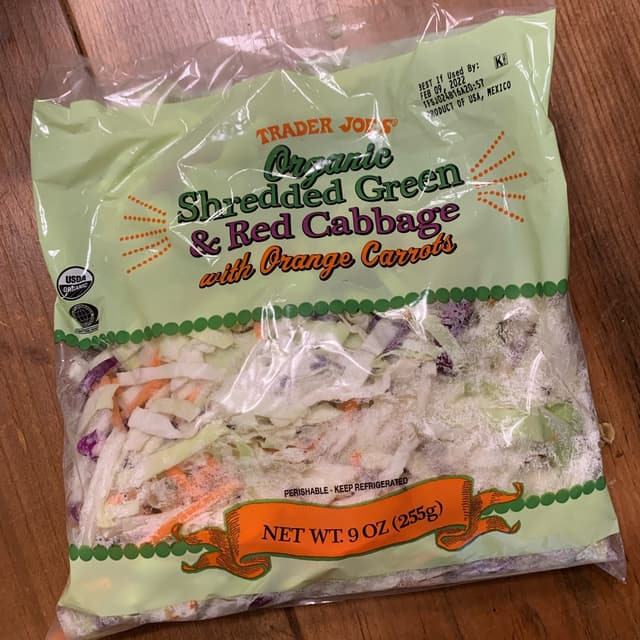 BEST If Used By:
FEB 09, 2022
PRODUCT OF USA, MEXICO
K
TRADER JOE'S
Organic
Shredded Green
& Red Cabbage
with Orange Carrots
USDA
ORGANIC
PERISHABLE - KEEP REFRIGERATED
NET WT. 9 OZ (255g)